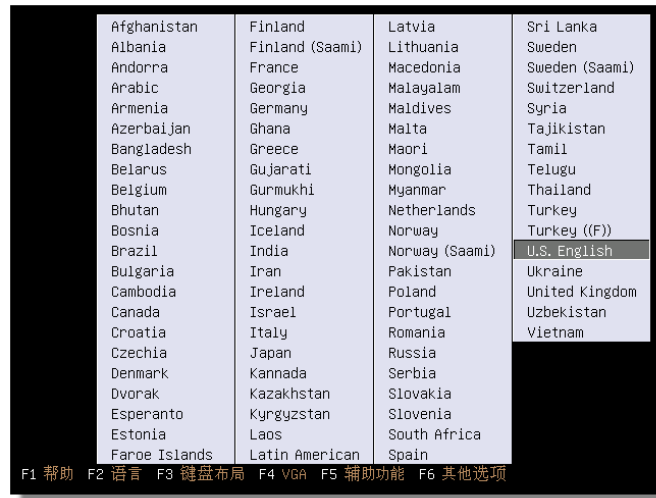 Afghanistan
Albania
Andorra
Arabic
Armenia
Azerbaijan
Bangladesh
Belarus
Belgium
Bhutan
Bosnia
Brazil
Bulgaria
Cambodia
Canada
Croatia
Czechia
Denmark
Dvorak
Esperanto
Estonia
Faroe Islands
Finland
Finland (Saami)
France
Georgia
Germany
Ghana
Greece
Gujarati
Gurmukhi
Hungary
Iceland
India
Iran
Ireland
Israel
Italy
Japan
Kannada
Kazakhstan
Kyrgyzstan
Laos
Latin American
Latvia
Lithuania
Macedonia
Malayalam
Maldives
Malta
Maori
Mongolia
Myanmar
Netherlands
Norway
Norway (Saami)
Pakistan
Poland
Portugal
Romania
Russia
Serbia
Slovakia
Slovenia
South Africa
Spain
Sri Lanka
Sweden
Sweden (Saami)
Switzerland
Syria
Tajikistan
Tamil
Telugu
Thailand
Turkey
Turkey ((F))
U.S. English
Ukraine
United Kingdom
Uzbekistan
Vietnam
F1 帮助 F2 语言 F3 键盘布局 F4 VGA F5 辅助功能 F6 其他选项